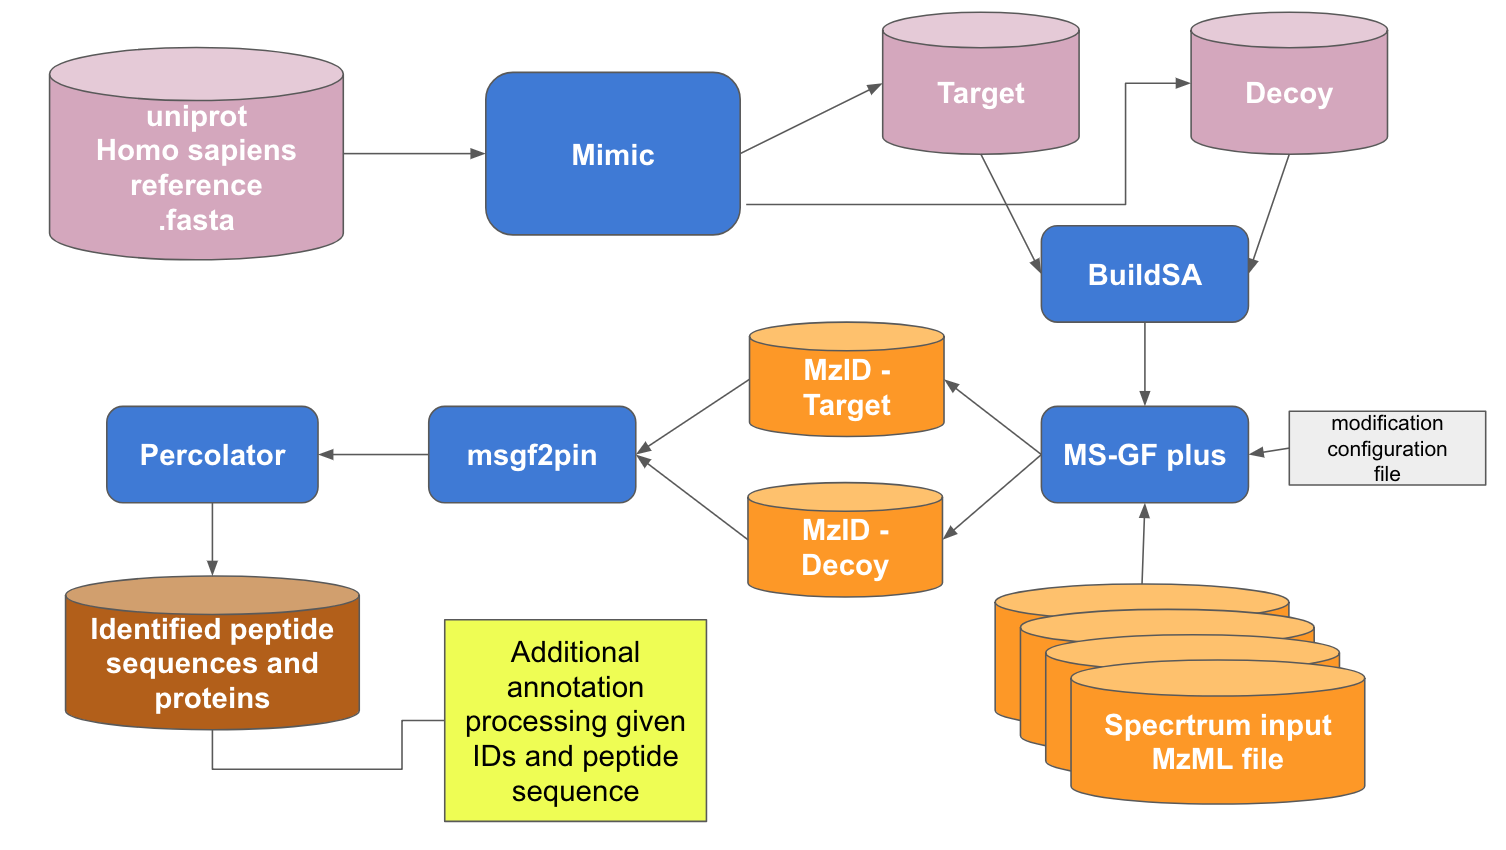 uniprot
Homo sapiens
reference
.fasta
Mimic
Target
Decoy
BuildSA
MzID -
Target
Percolator
msgf2pin
MS-GF plus
modification
configuration
file
MzID -
Decoy
Identified peptide
sequences and
proteins
Additional
annotation
processing given
IDs and peptide
sequence
Specrtrum input
MzML file